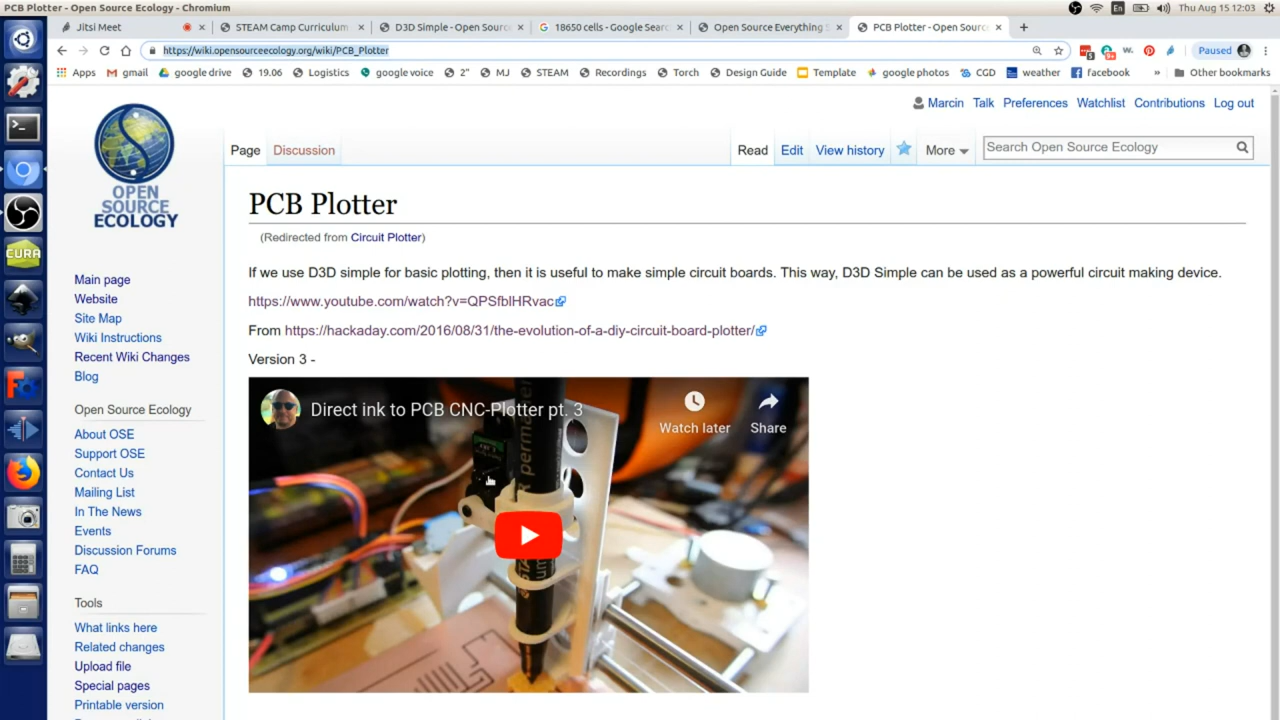 PCB Plotter - Open Source Ecology - Chromium
En
Thu Aug 15 12:03
Jitsi Meet
STEAM Camp Curriculum
D3D Simple - Open Sourc
18650 cells - Google Sear
Open Source Everything S
PCB Plotter - Open Sourc
https://wiki.opensourceecology.org/wiki/PCB_Plotter
Paused
Apps
gmail
google drive
19.06
Logistics
google voice
2"
MJ
STEAM
Recordings
Torch
Design Guide
Template
google photos
CGD
weather
facebook
»
Other bookmarks
Marcin
Talk
Preferences
Watchlist
Contributions
Log out
Page
Discussion
Read
Edit
View history
More
Search Open Source Ecology
OPEN
SOURCE
ECOLOGY
CURA
PCB Plotter
(Redirected from Circuit Plotter)
If we use D3D simple for basic plotting, then it is useful to make simple circuit boards. This way, D3D Simple can be used as a powerful circuit making device.
https://www.youtube.com/watch?v=QPSfblHRvac
From https://hackaday.com/2016/08/31/the-evolution-of-a-diy-circuit-board-plotter/
Version 3 -
Direct ink to PCB CNC-Plotter pt. 3
Watch later
Share
permane
Main page
Website
Site Map
Wiki Instructions
Recent Wiki Changes
Blog
Open Source Ecology
About OSE
Support OSE
Contact Us
Mailing List
In The News
Events
Discussion Forums
FAQ
Tools
What links here
Related changes
Upload file
Special pages
Printable version